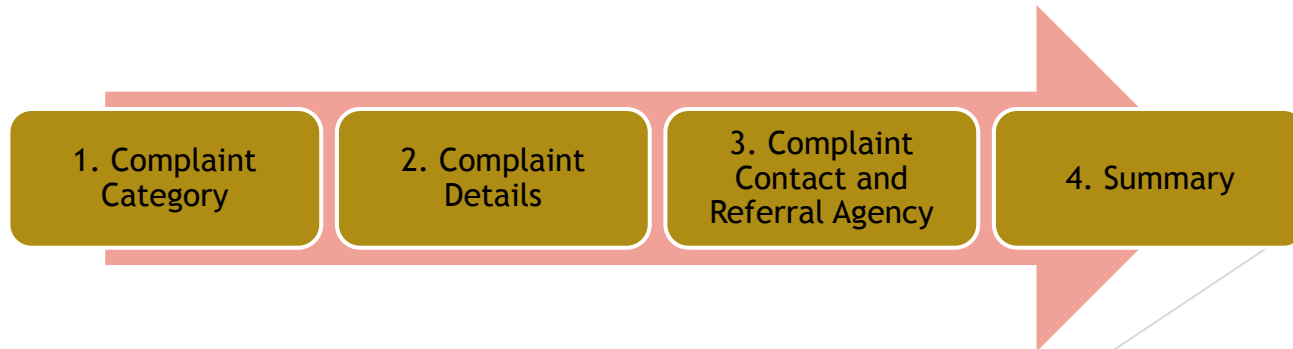 1. Complaint
Category
2. Complaint
Details
3. Complaint
Contact and
Referral Agency
4. Summary